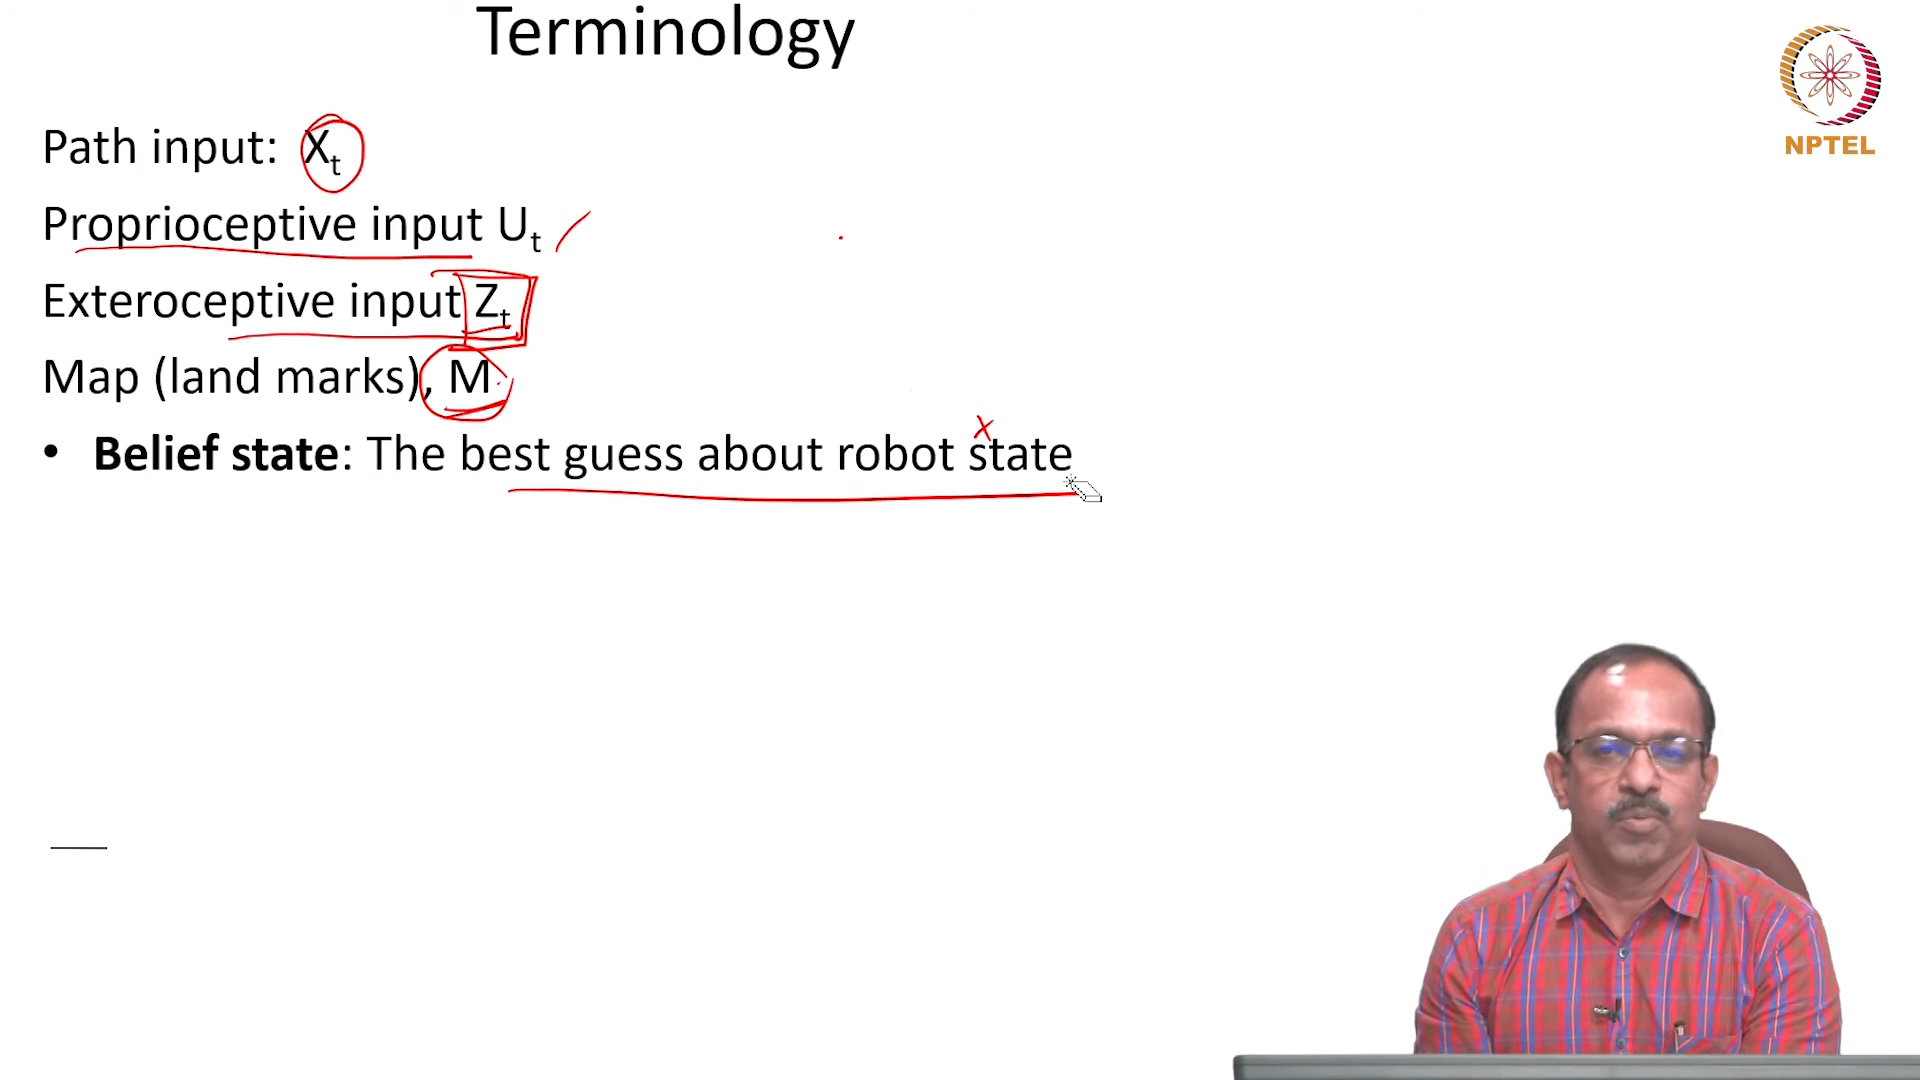 Terminology
NPTEL
Path input: Xt
Proprioceptive input Ut
Exteroceptive input Zt
Map (land marks), M
x
• Belief state: The best guess about robot state